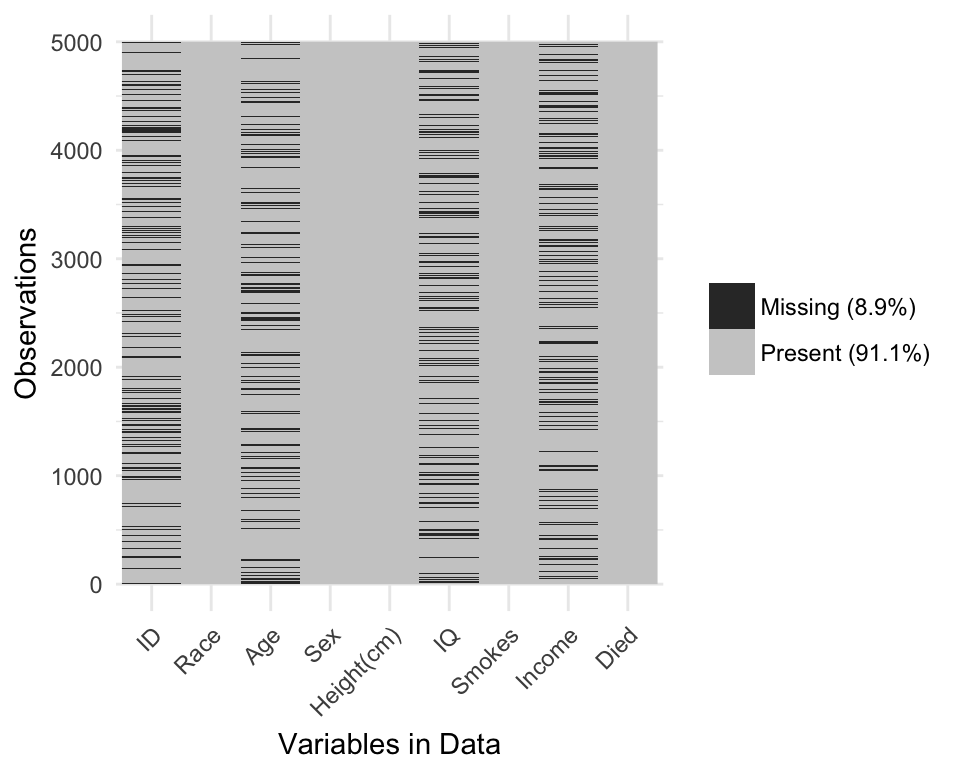 5000
4000
3000
2000
1000
0
Observations
ID
Race
Age
Sex
Height(cm)
IQ
Smokes
Income
Died
Variables in Data
Missing (8.9%)
Present (91.1%)